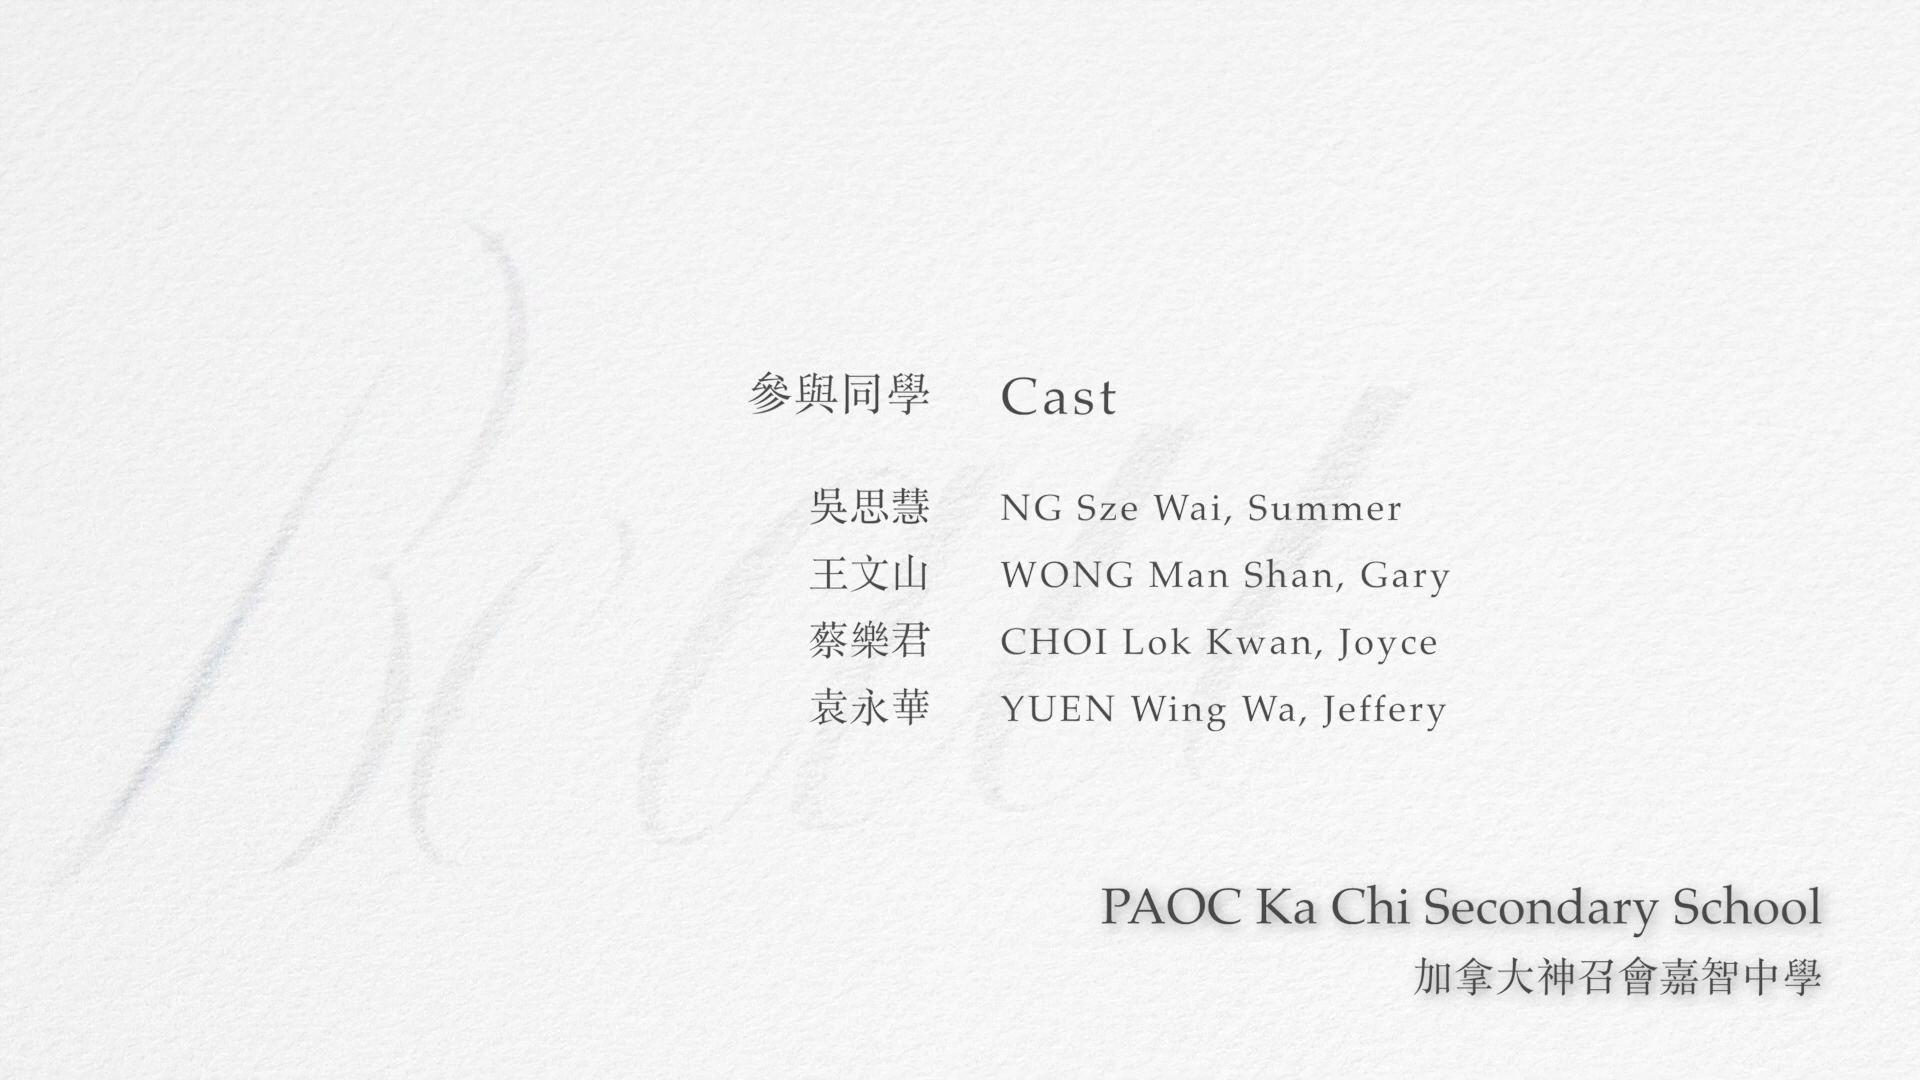 參與同學 Cast
吳思慧 NG Sze Wai, Summer
王文山 WONG Man Shan, Gary
蔡樂君 CHOI Lok Kwan, Joyce
袁永華 YUEN Wing Wa, Jeffery
PAOC Ka Chi Secondary School
加拿大神召會嘉智中學